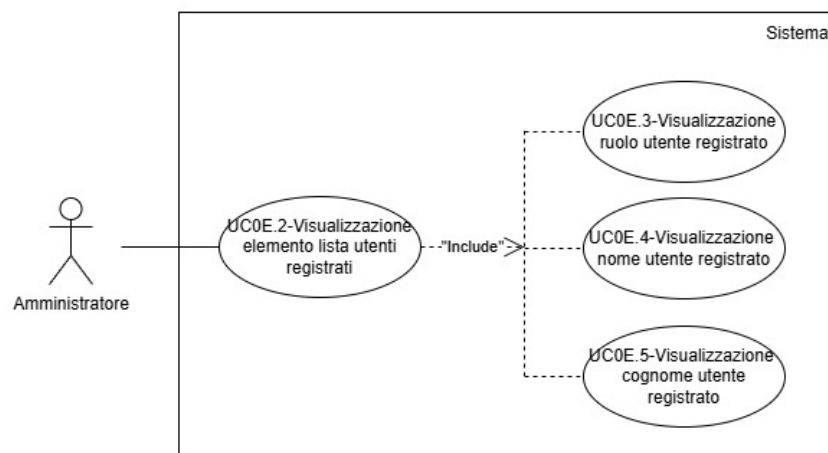 Sistema
UC0E.3-Visualizzazione
ruolo utente registrato
UC0E.2-Visualizzazione
elemento lista utenti
registrati
"Include"
UC0E.4-Visualizzazione
nome utente registrato
Amministratore
UC0E.5-Visualizzazione
cognome utente
registrato